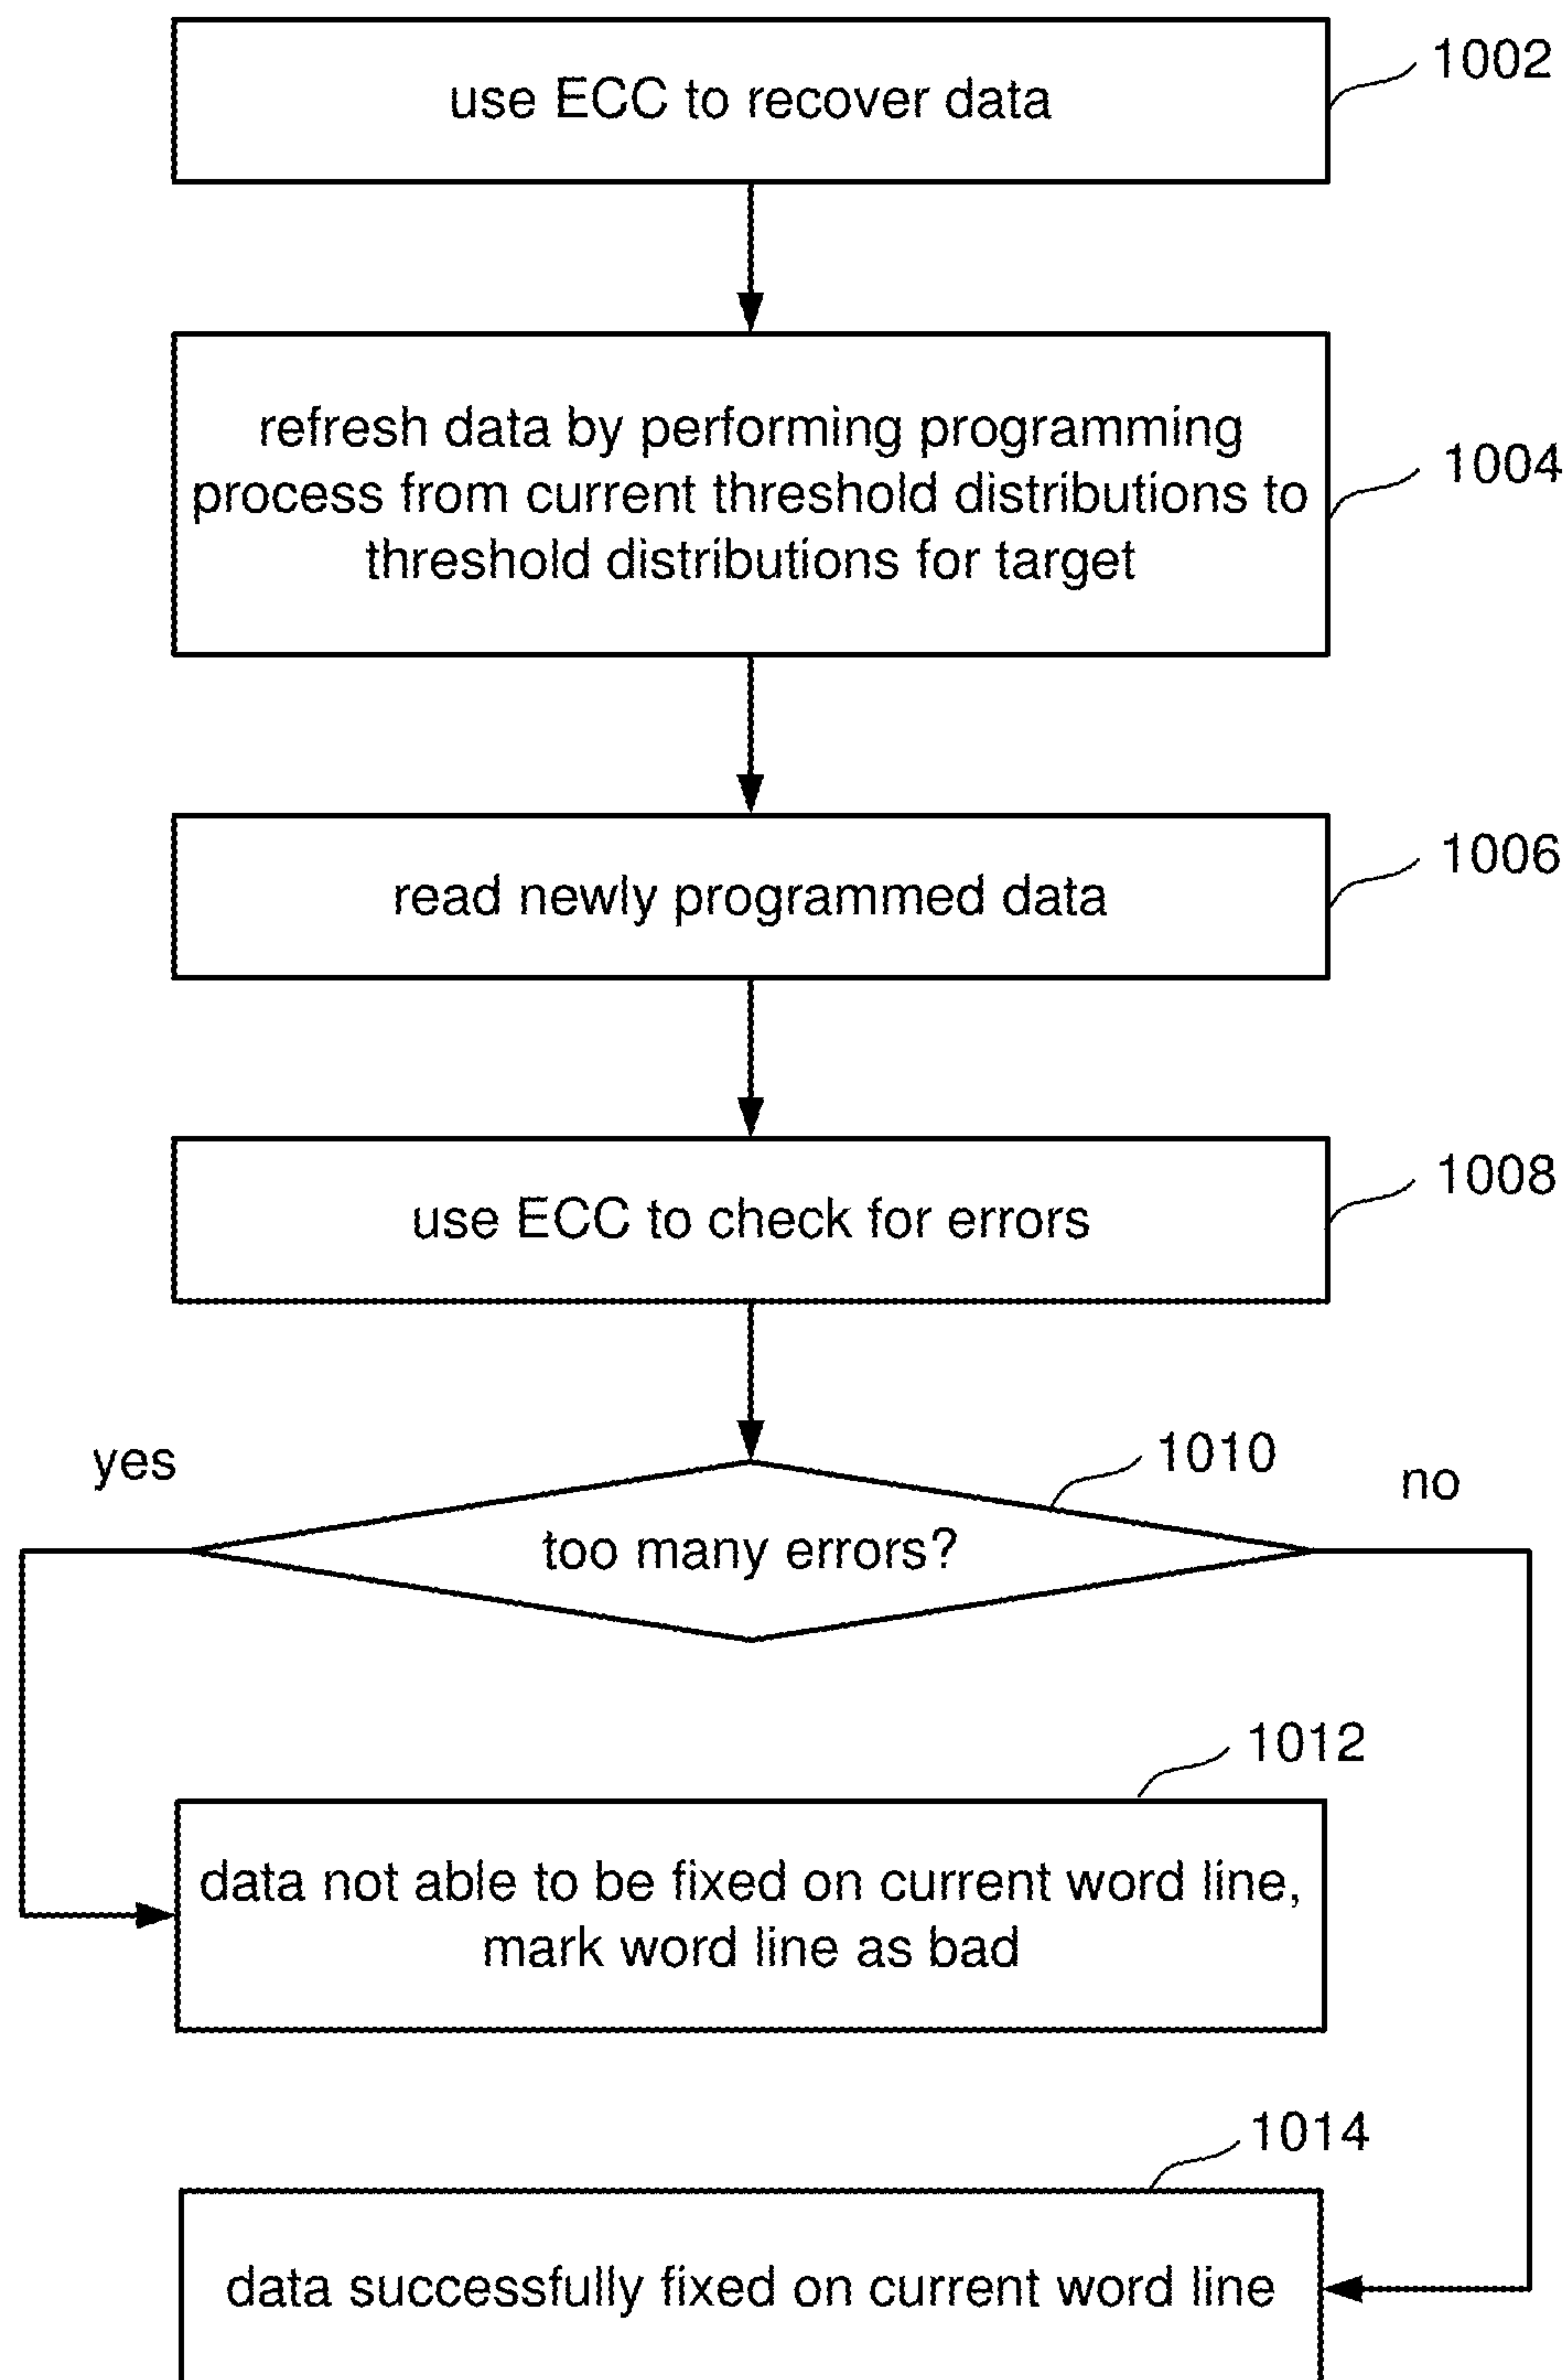 use ECC to recover data
1002
refresh data by performing programming
process from current threshold distributions to
threshold distributions for target
1004
read newly programmed data
1006
use ECC to check for errors
1008
yes
1010
no
too many errors?
1012
data not able to be fixed on current word line,
mark word line as bad
1014
data successfully fixed on current word line